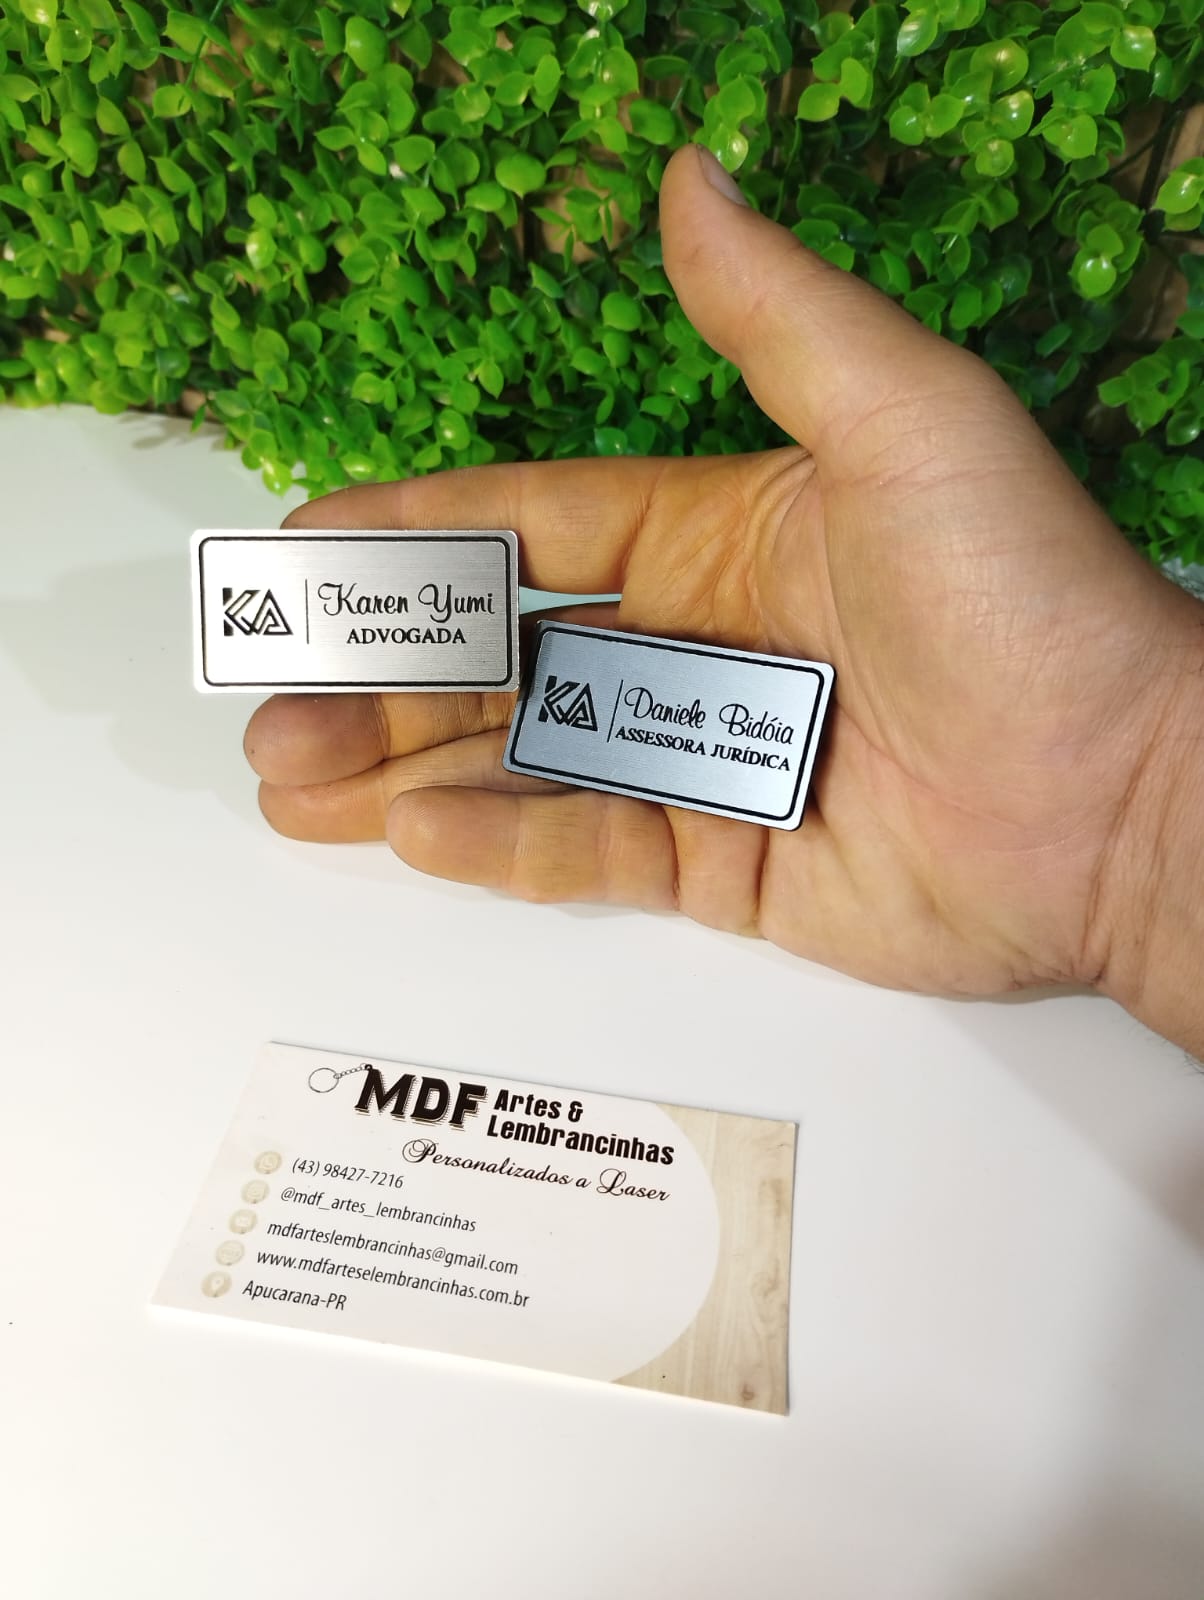 KA
Karen Yumi
ADVOGADA
KA
Daniele Bidóia
ASSESSORA JURÍDICA
MDF Artes &
Lembrancinhas
Personalizados a Laser
(43) 98427-7216
@mdf_artes_lembrancinhas
mdfarteslembrancinhas@gmail.com
www.mdfarteselembrancinhas.com.br
Apucarana-PR